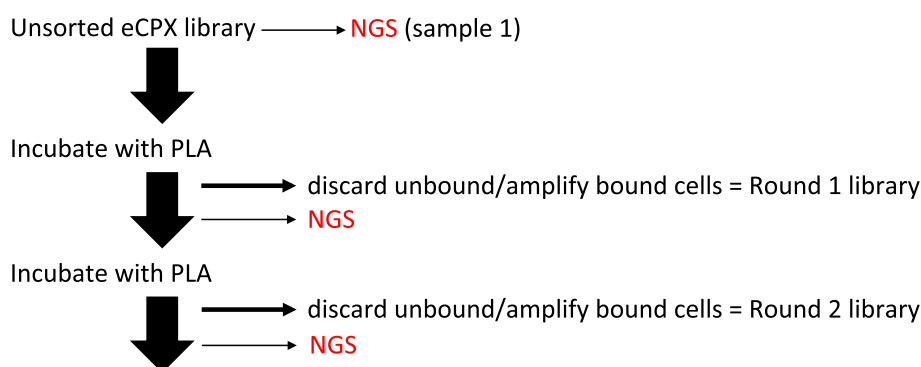 Unsorted eCPX library NGS (sample 1)
Incubate with PLA
discard unbound/amplify bound cells = Round 1 library
NGS
Incubate with PLA
discard unbound/amplify bound cells = Round 2 library
NGS